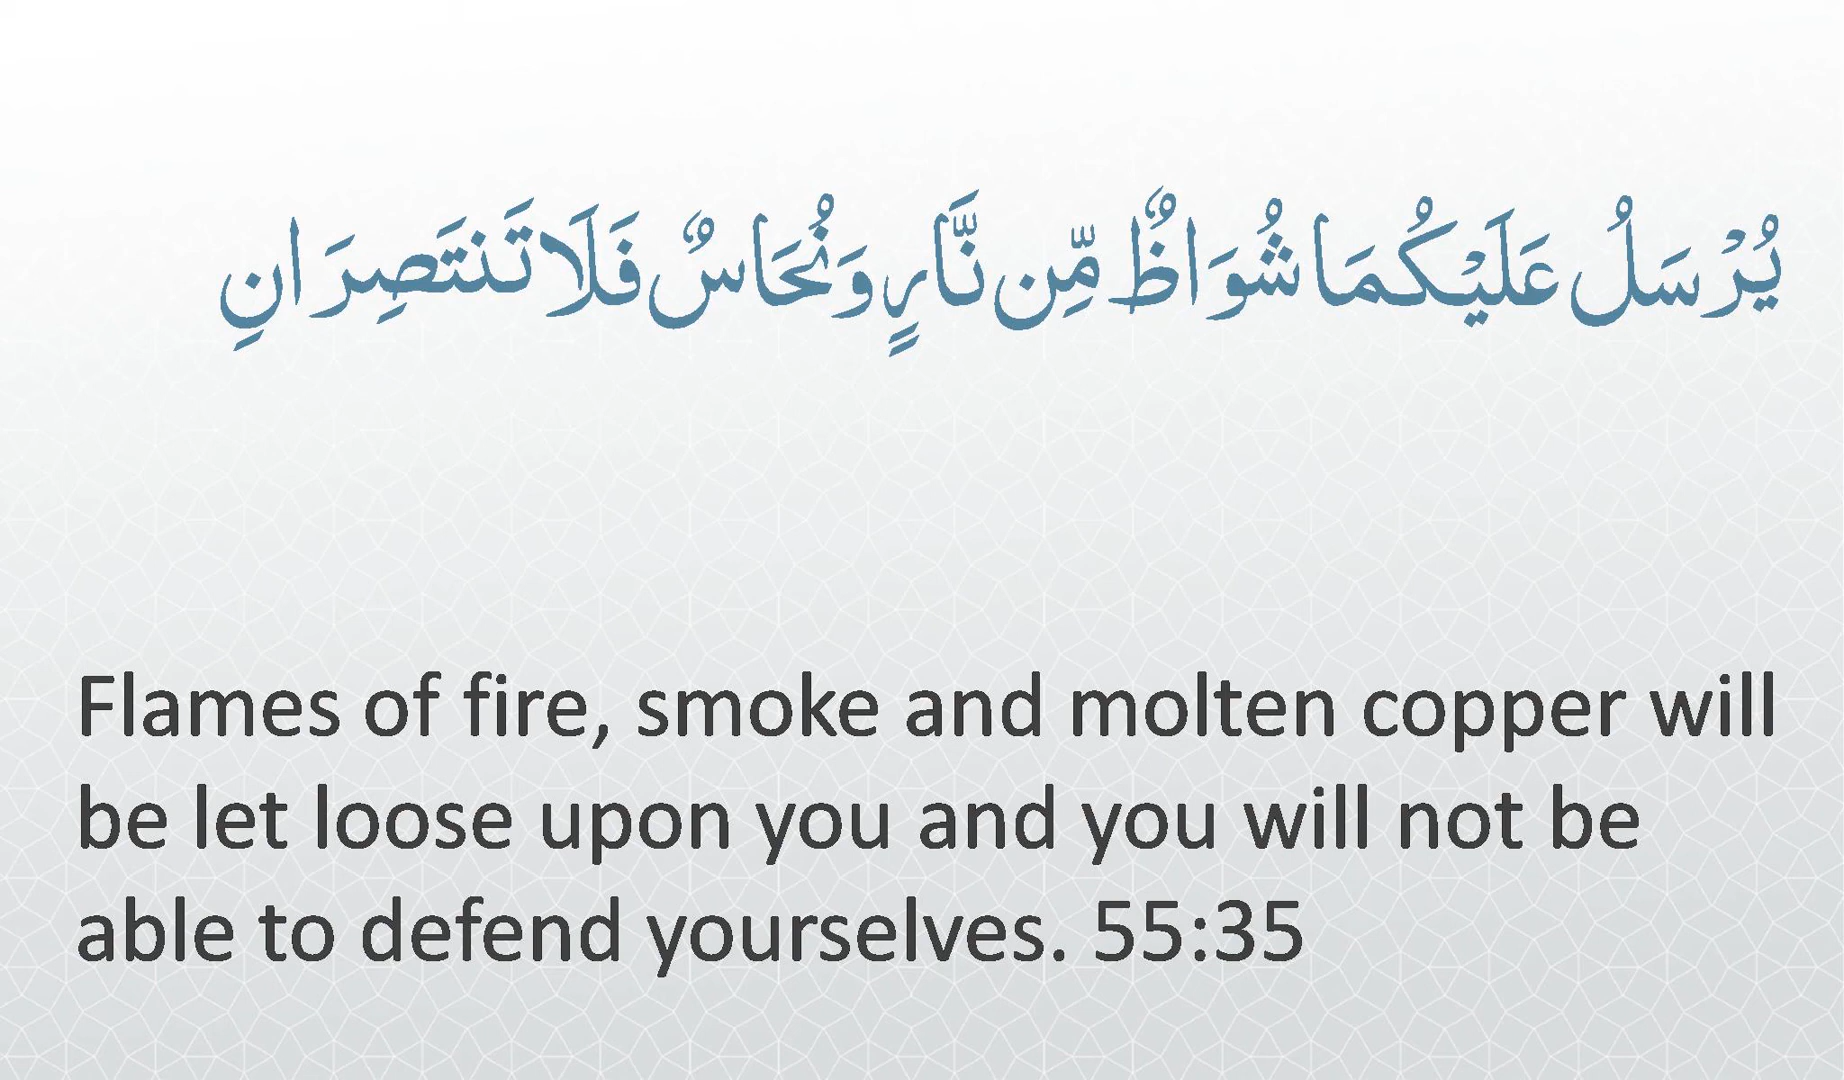 يُرْسَلُ عَلَيْكُمَا شُوَاظٌ مِّن نَّارٍ وَنُحَاسٌ فَلَا تَنتَصِرَانِ
Flames of fire, smoke and molten copper will
be let loose upon you and you will not be
able to defend yourselves. 55:35